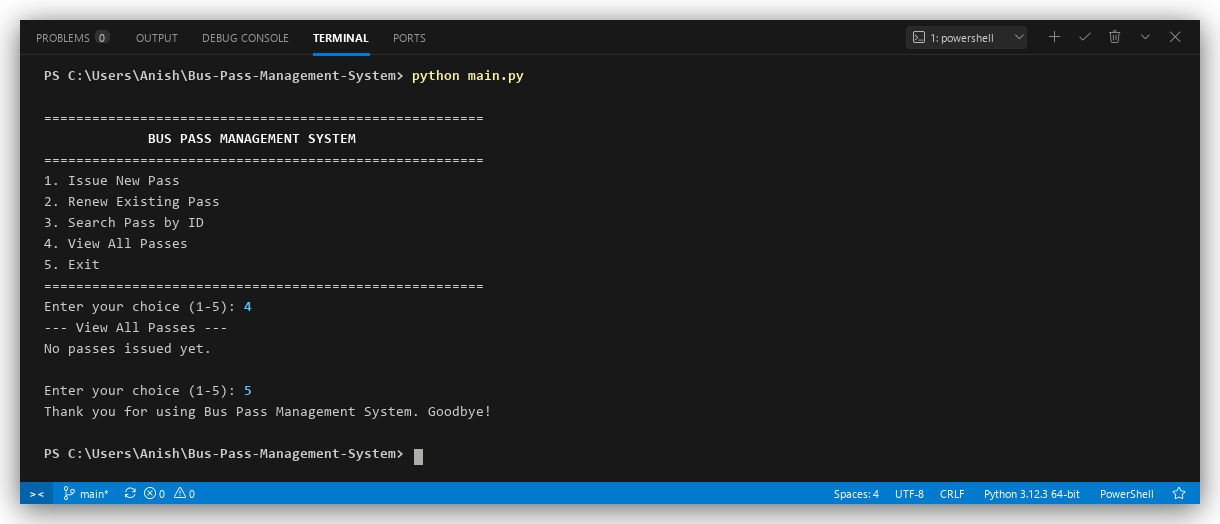 PROBLEMS 0 OUTPUT DEBUG CONSOLE TERMINAL PORTS 1: powershell
PS C:\Users\Anish\Bus-Pass-Management-System> python main.py
=======================================================
BUS PASS MANAGEMENT SYSTEM
=======================================================
1. Issue New Pass
2. Renew Existing Pass
3. Search Pass by ID
4. View All Passes
5. Exit
=======================================================
Enter your choice (1-5): 4
--- View All Passes ---
No passes issued yet.
Enter your choice (1-5): 5
Thank you for using Bus Pass Management System. Goodbye!
PS C:\Users\Anish\Bus-Pass-Management-System>
>< main* 0 0 Spaces: 4 UTF-8 CRLF Python 3.12.3 64-bit PowerShell